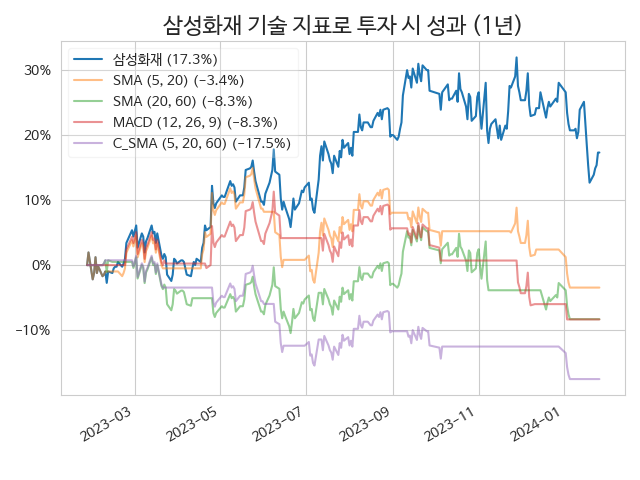 삼성화재 기술 지표로 투자 시 성과 (1년)
삼성화재 (17.3%)
SMA (5, 20) (−3.4%)
SMA (20, 60) (−8.3%)
MACD (12, 26, 9) (−8.3%)
C_SMA (5, 20, 60) (−17.5%)
30%
20%
10%
0%
−10%
2023−03
2023−05
2023−07
2023−09
2023−11
2024−01